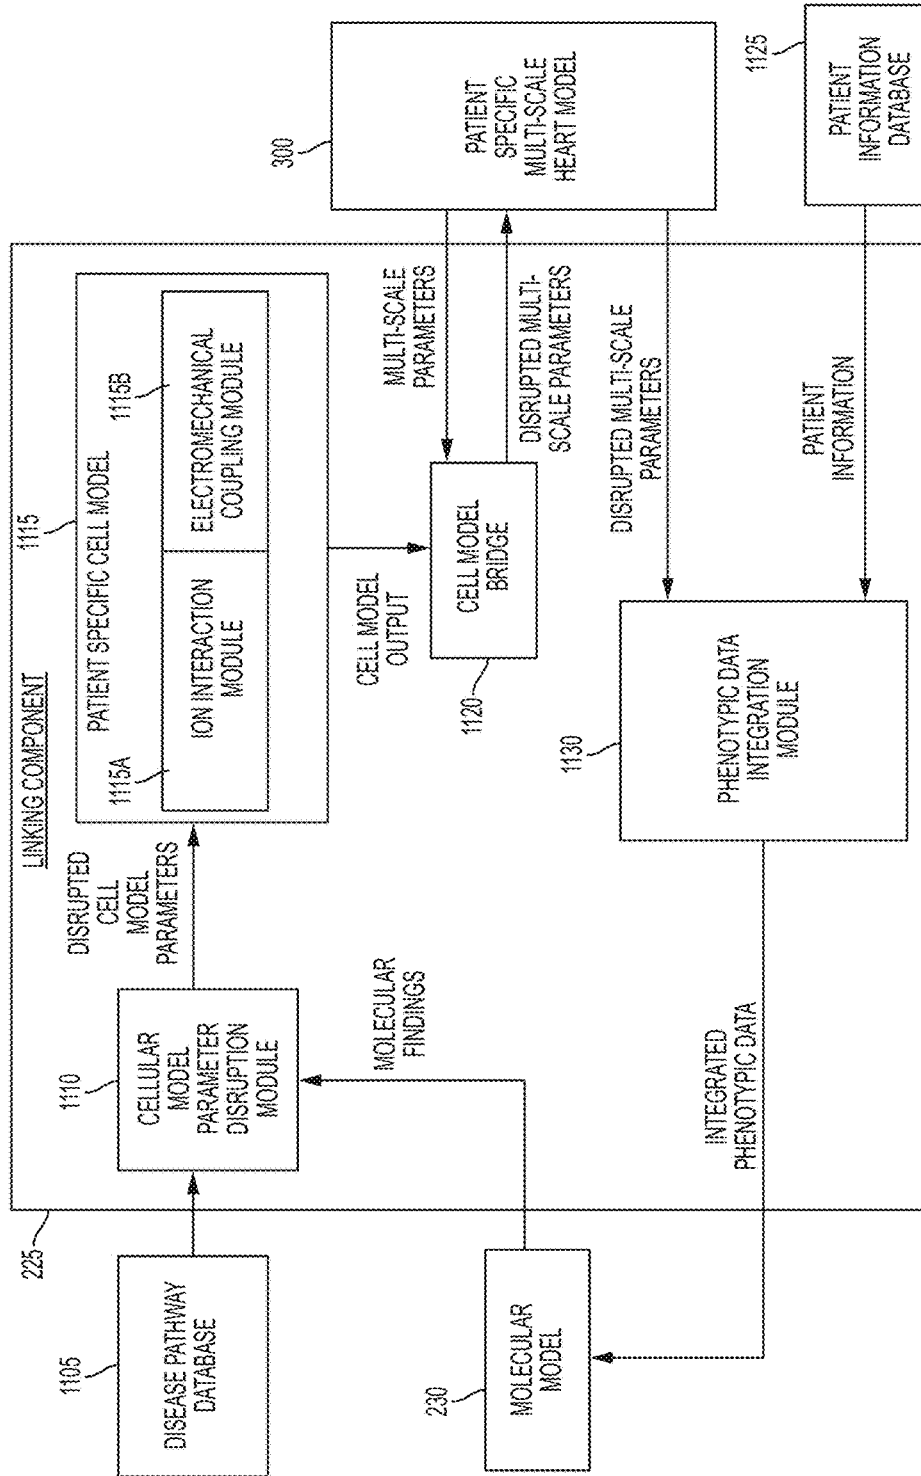 225
LINKING COMPONENT
1105
DISEASE PATHWAY
DATABASE
1110
CELLULAR
MODEL
PARAMETER
DISRUPTION
MODULE
DISRUPTED
CELL
MODEL
PARAMETERS
1115
PATIENT SPECIFIC CELL MODEL
1115A
ION INTERACTION
MODULE
1115B
ELECTROMECHANICAL
COUPLING MODULE
300
PATIENT
SPECIFIC
MULTI-SCALE
HEART MODEL
MOLECULAR
FINDINGS
CELL MODEL
OUTPUT
MULTI-SCALE
PARAMETERS
1120
CELL MODEL
BRIDGE
DISRUPTED MULTI-
SCALE PARAMETERS
230
MOLECULAR
MODEL
DISRUPTED MULTI-SCALE
PARAMETERS
1130
PHENOTYPIC DATA
INTEGRATION
MODULE
INTEGRATED
PHENOTYPIC DATA
PATIENT
INFORMATION
1125
PATIENT
INFORMATION
DATABASE